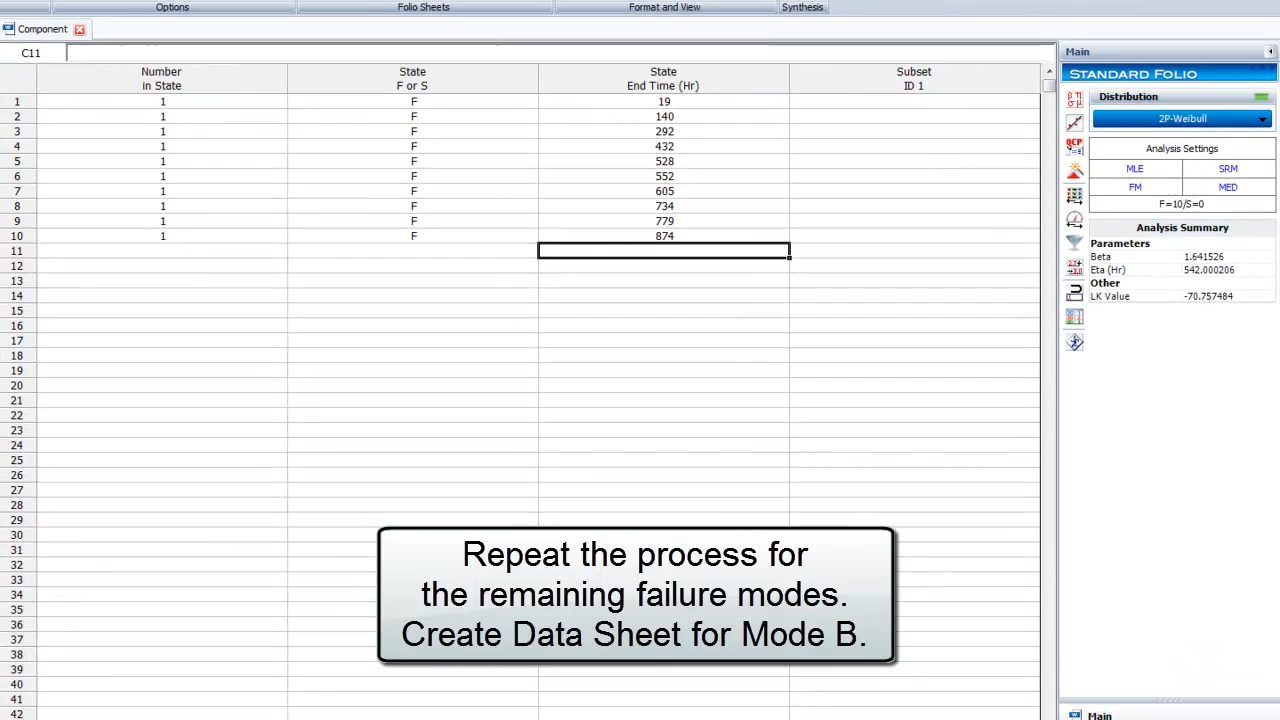 Options Folio Sheets Format and View Synthesis
Component
C11
Main
Number in State State F or S State End Time (Hr) Subset ID 1
STANDARD FOLIO
1 1 F 19
2 1 F 140
3 1 F 292
4 1 F 432
5 1 F 528
6 1 F 552
7 1 F 605
8 1 F 734
9 1 F 779
10 1 F 874
11
12
13
14
15
16
17
18
19
20
21
22
23
24
25
26
27
28
29
30
31
32
33
34
35
36
37
38
39
40
41
42
Distribution
2P-Weibull
Analysis Settings
MLE SRM
FM MED
F=10/S=0
Analysis Summary
Parameters
Beta 1.641526
Eta (Hr) 542.000206
Other
LK Value -70.757484
QCP
Main
Repeat the process for
the remaining failure modes.
Create Data Sheet for Mode B.